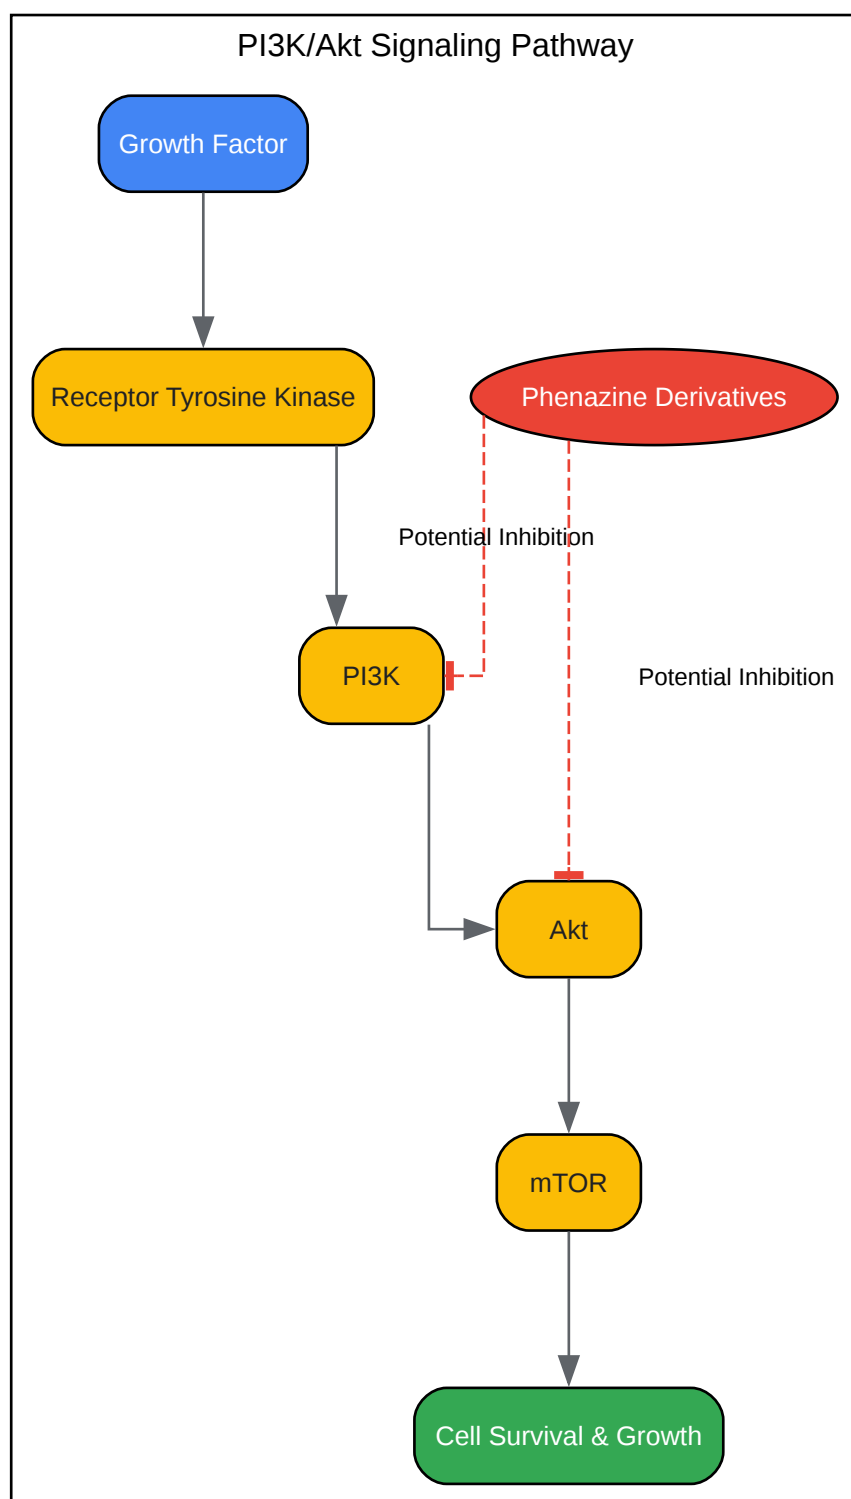 PI3K/Akt Signaling Pathway
Growth Factor
Receptor Tyrosine Kinase
Phenazine Derivatives
Potential Inhibition
PI3K
Potential Inhibition
Akt
mTOR
Cell Survival & Growth